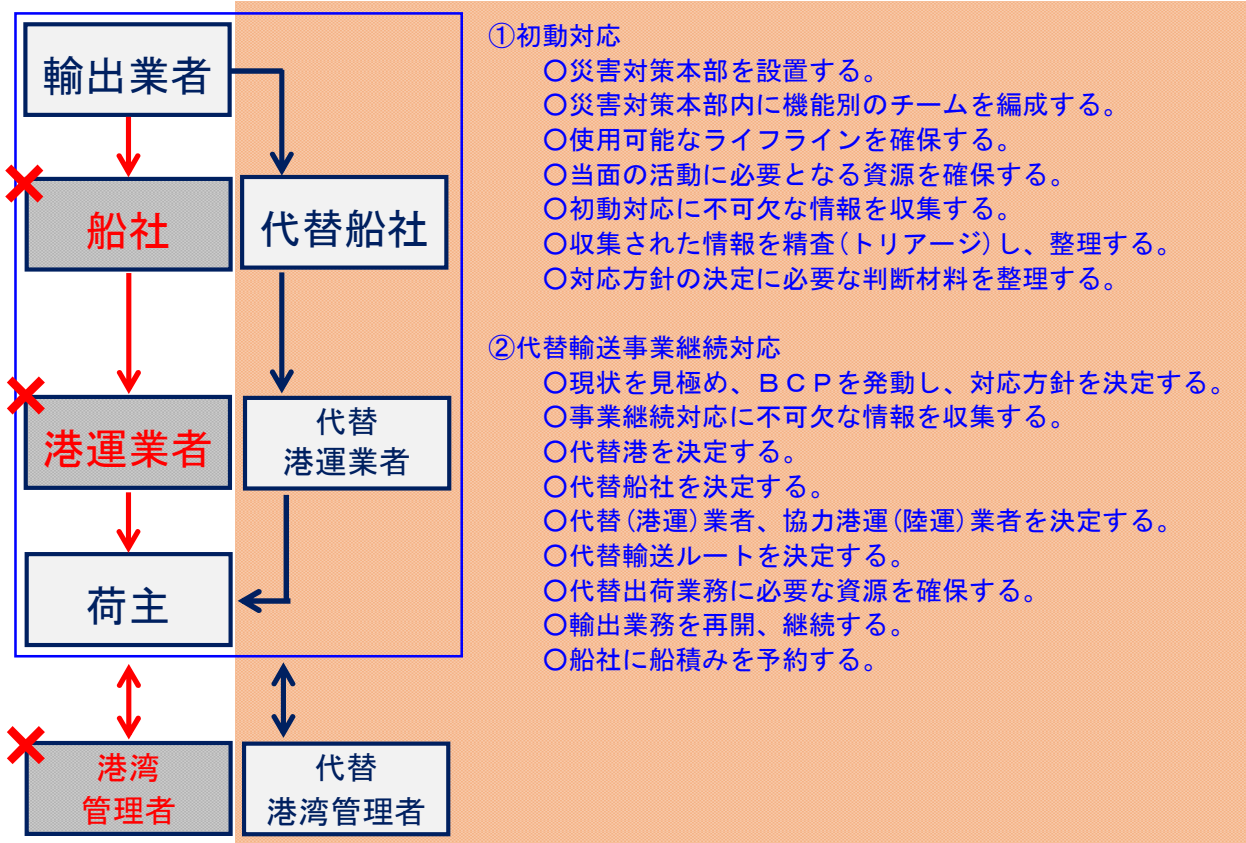 輸出業者
船社
代替船社
港運業者
代替
港運業者
荷主
港湾
管理者
代替
港湾管理者
①初動対応
〇災害対策本部を設置する。
〇災害対策本部内に機能別のチームを編成する。
〇使用可能なライフラインを確保する。
〇当面の活動に必要となる資源を確保する。
〇初動対応に不可欠な情報を収集する。
〇収集された情報を精査(トリアージ)し、整理する。
〇対応方針の決定に必要な判断材料を整理する。
②代替輸送事業継続対応
〇現状を見極め、ＢＣＰを発動し、対応方針を決定する。
〇事業継続対応に不可欠な情報を収集する。
〇代替港を決定する。
〇代替船社を決定する。
〇代替(港運)業者、協力港運(陸運)業者を決定する。
〇代替輸送ルートを決定する。
〇代替出荷業務に必要な資源を確保する。
〇輸出業務を再開、継続する。
〇船社に船積みを予約する。